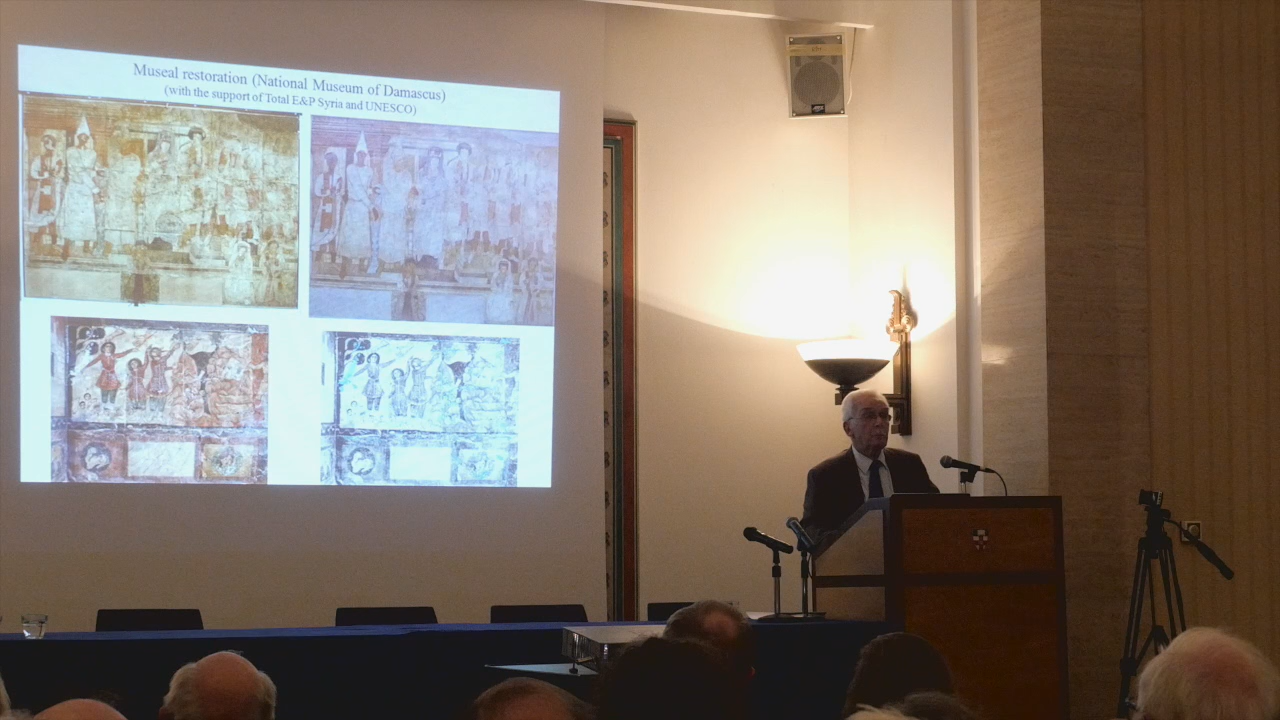 Museal restoration (National Museum of Damascus)
(with the support of Total E&P Syria and UNESCO)